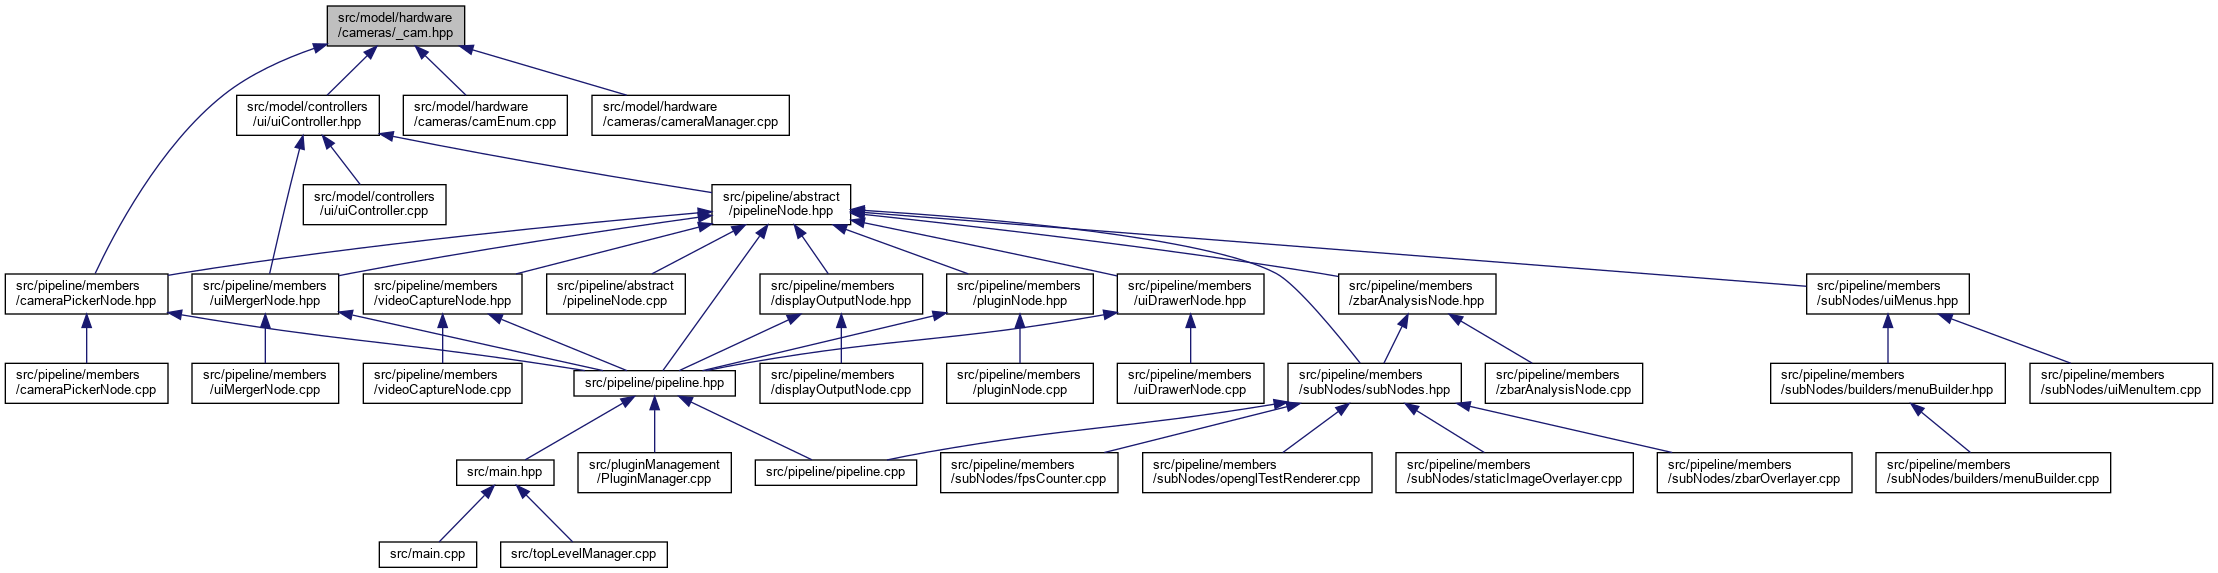 src/model/hardware
/cameras/_cam.hpp
src/model/controllers
/ui/uiController.hpp
src/model/hardware
/cameras/camEnum.cpp
src/model/hardware
/cameras/cameraManager.cpp
src/model/controllers
/ui/uiController.cpp
src/pipeline/abstract
/pipelineNode.hpp
src/pipeline/members
/cameraPickerNode.hpp
src/pipeline/members
/uiMergerNode.hpp
src/pipeline/members
/videoCaptureNode.hpp
src/pipeline/abstract
/pipelineNode.cpp
src/pipeline/members
/displayOutputNode.hpp
src/pipeline/members
/pluginNode.hpp
src/pipeline/members
/uiDrawerNode.hpp
src/pipeline/members
/zbarAnalysisNode.hpp
src/pipeline/members
/subNodes/uiMenus.hpp
src/pipeline/members
/cameraPickerNode.cpp
src/pipeline/members
/uiMergerNode.cpp
src/pipeline/members
/videoCaptureNode.cpp
src/pipeline/pipeline.hpp
src/pipeline/members
/displayOutputNode.cpp
src/pipeline/members
/pluginNode.cpp
src/pipeline/members
/uiDrawerNode.cpp
src/pipeline/members
/subNodes/subNodes.hpp
src/pipeline/members
/zbarAnalysisNode.cpp
src/pipeline/members
/subNodes/builders/menuBuilder.hpp
src/pipeline/members
/subNodes/uiMenuItem.cpp
src/main.hpp
src/pluginManagement
/PluginManager.cpp
src/pipeline/pipeline.cpp
src/pipeline/members
/subNodes/fpsCounter.cpp
src/pipeline/members
/subNodes/openglTestRenderer.cpp
src/pipeline/members
/subNodes/staticImageOverlayer.cpp
src/pipeline/members
/subNodes/zbarOverlayer.cpp
src/pipeline/members
/subNodes/builders/menuBuilder.cpp
src/main.cpp
src/topLevelManager.cpp